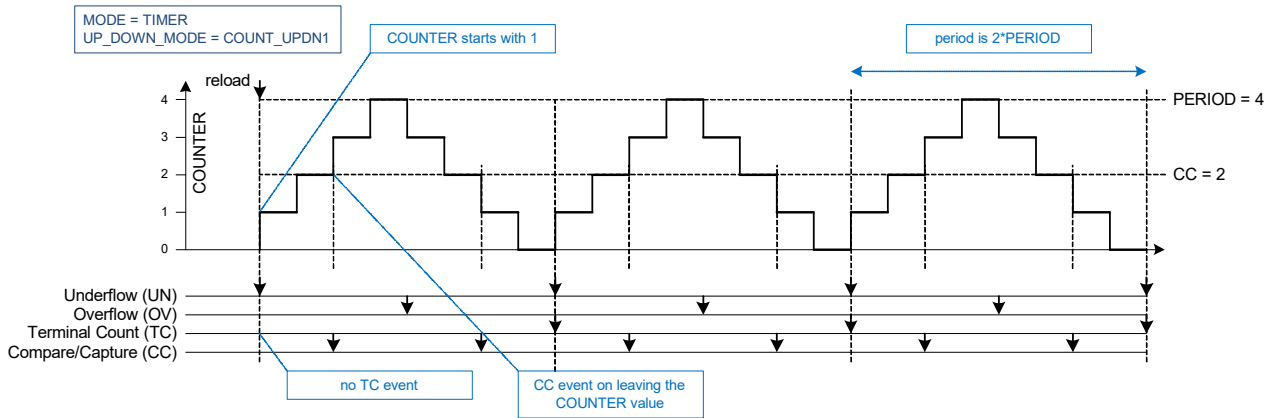 MODE = TIMER
UP_DOWN_MODE = COUNT_UPDN1
COUNTER starts with 1
period is 2*PERIOD
reload
4
3
2
1
0
COUNTER
PERIOD = 4
CC = 2
Underflow (UN)
Overflow (OV)
Terminal Count (TC)
Compare/Capture (CC)
no TC event
CC event on leaving the
COUNTER value